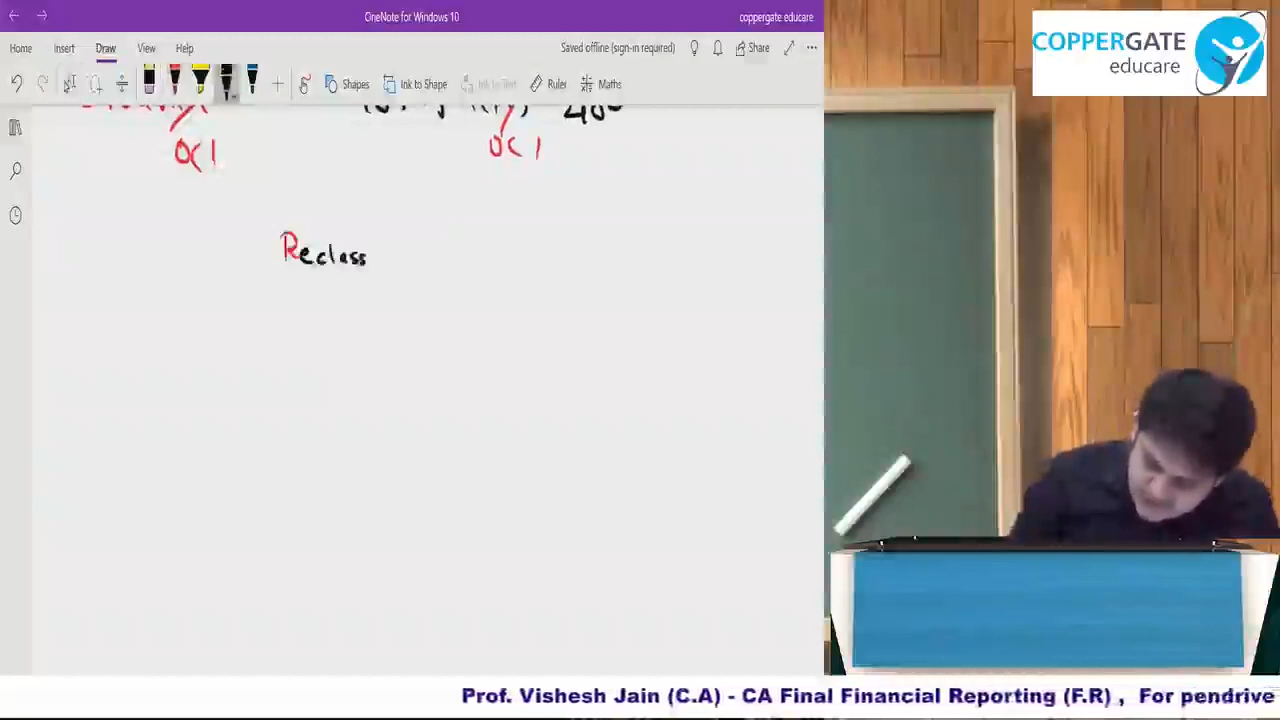 OneNote for Windows 10
coppergate educare
Home Insert Draw View Help
Saved offline (sign-in required)
Share
Shapes
Ink to Shape
Ink to Text
Ruler
Maths
OCI
OCI
Reclass
COPPERGATE
educare
Prof. Vishesh Jain (C.A) - CA Final Financial Reporting (F.R) , For pendrive